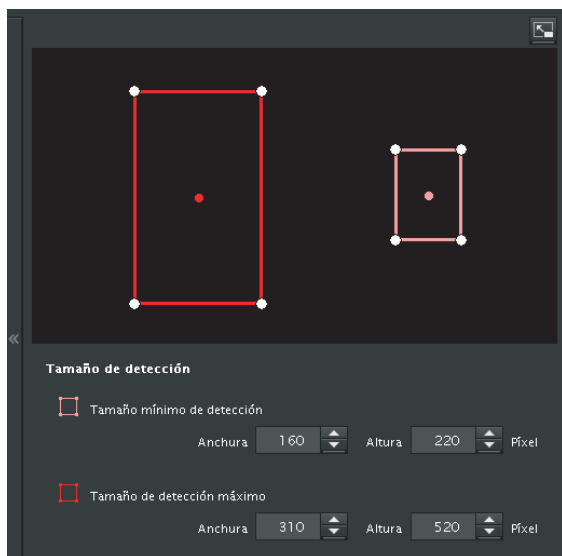 Tamaño de detección
Tamaño mínimo de detección
Anchura 160 Altura 220 Píxel
Tamaño de detección máximo
Anchura 310 Altura 520 Píxel